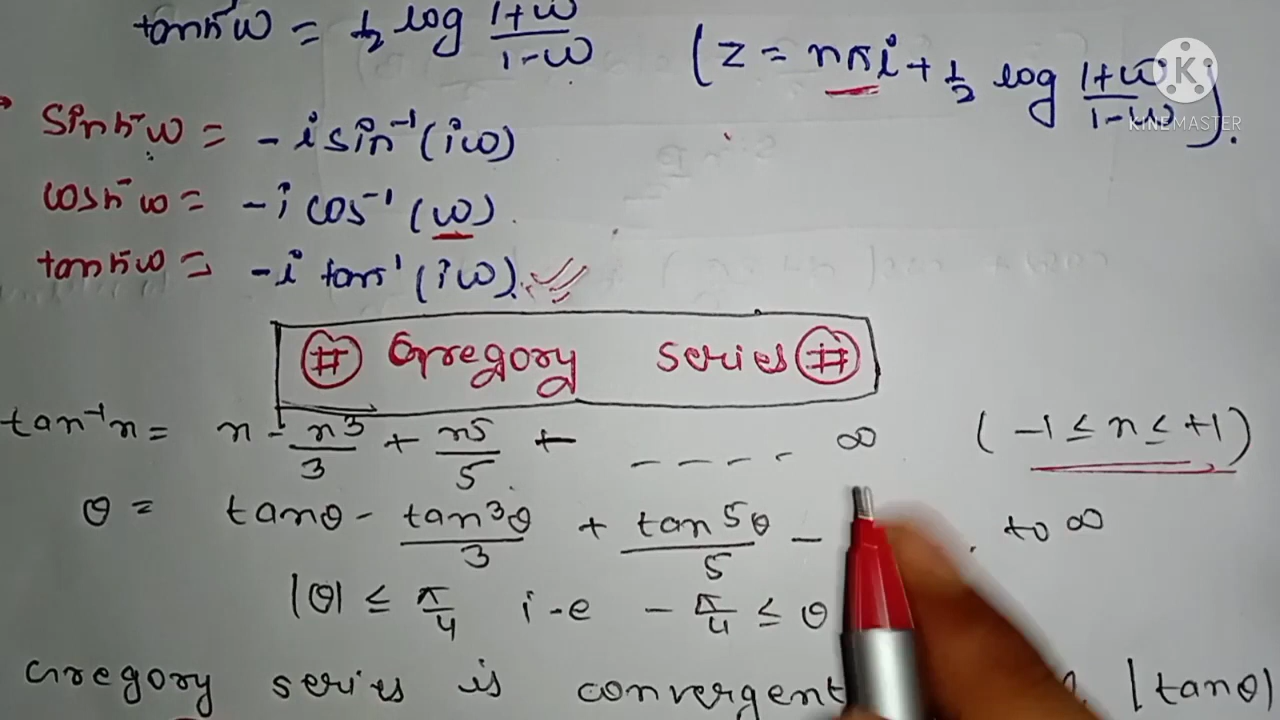 tanh⁻¹w = 1/2 log (1+w)/(1-w) (z = nπi + 1/2 log (1+w)/(1-w)).
K
KINEMASTER
sinh⁻¹w = -i sin⁻¹(iw)
cosh⁻¹w = -i cos⁻¹(w).
tanh⁻¹w = -i tan⁻¹(iw).
# Gregory series #
tan⁻¹x = x - x³/3 + x⁵/5 + ---- ∞ (-1 ≤ x ≤ +1)
θ = tanθ - tan³θ/3 + tan⁵θ/5 - . to ∞
|θ| ≤ π/4 i-e - π/4 ≤ θ
Gregory series is convergent |tanθ|